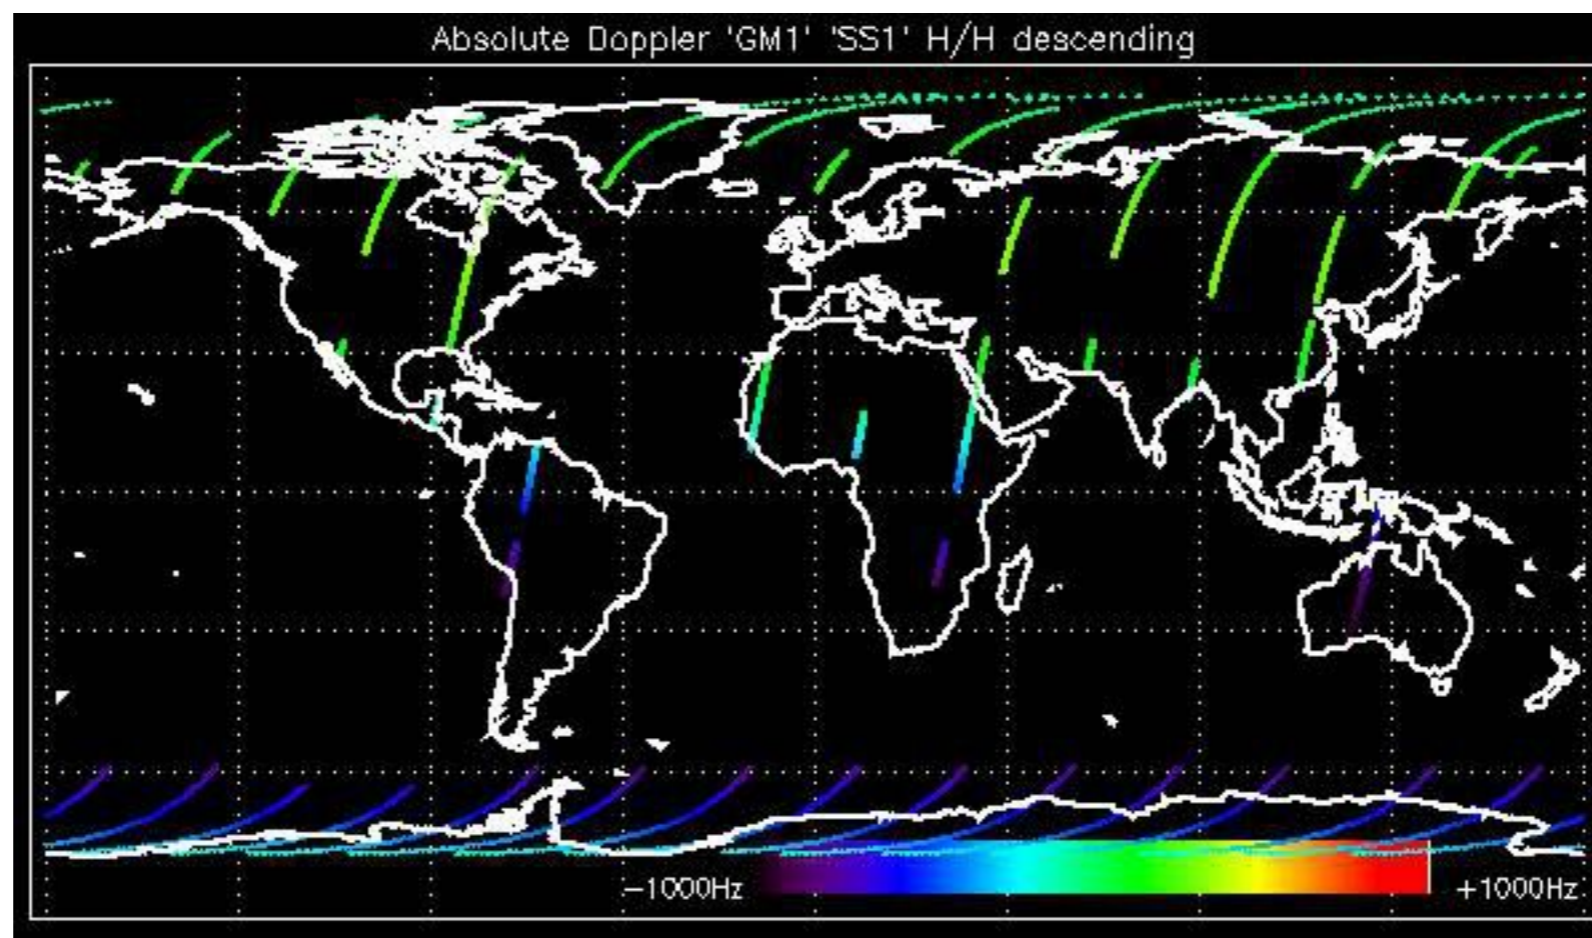 Absolute Doppler 'GM1' 'SS1' H/H descending
−1000Hz
+1000Hz